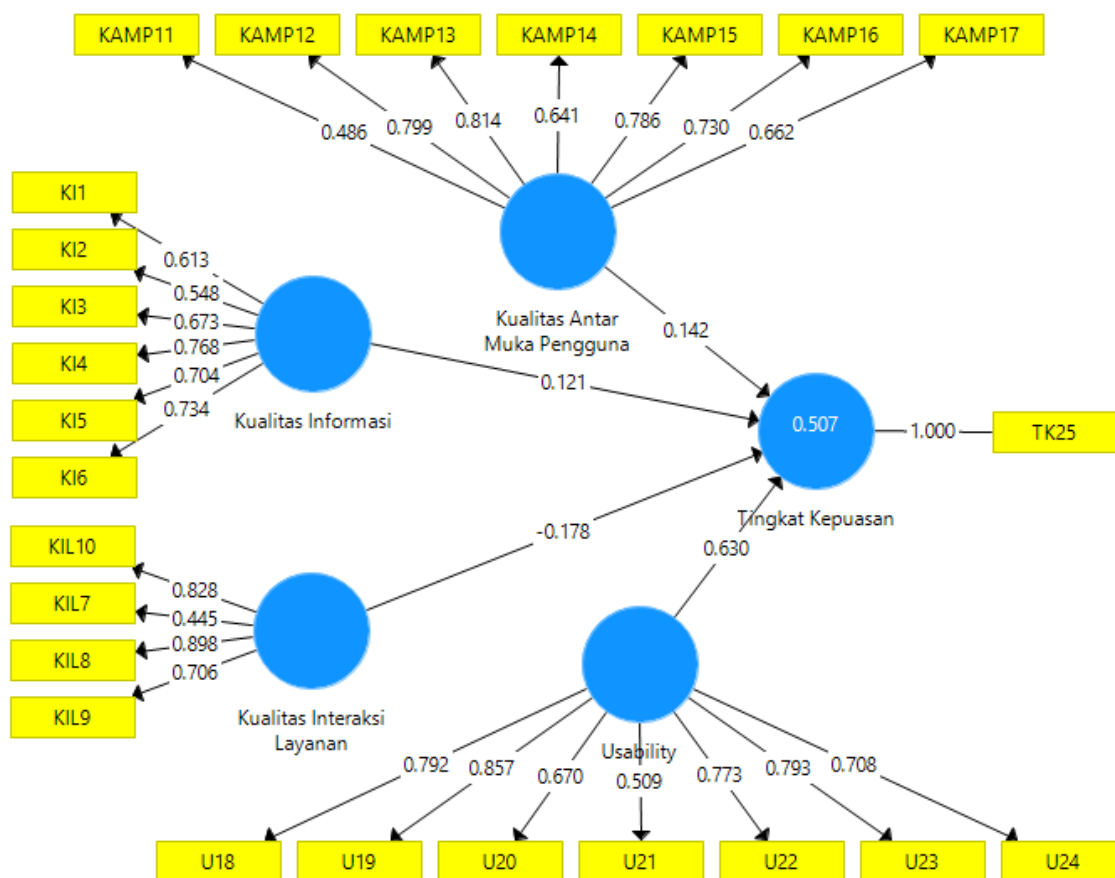 KAMP11 KAMP12 KAMP13 KAMP14 KAMP15 KAMP16 KAMP17
0.486 0.799 0.814 0.641 0.786 0.730 0.662
Kualitas Antar
Muka Pengguna
KI1
KI2
KI3
KI4
KI5
KI6
0.613
0.548
0.673
0.768
0.704
0.734
Kualitas Informasi
0.142
0.121
0.507
1.000
TK25
Tingkat Kepuasan
-0.178
0.630
KIL10
KIL7
KIL8
KIL9
0.828
0.445
0.898
0.706
Kualitas Interaksi
Layanan
Usability
0.792 0.857 0.670 0.509 0.773 0.793 0.708
U18 U19 U20 U21 U22 U23 U24